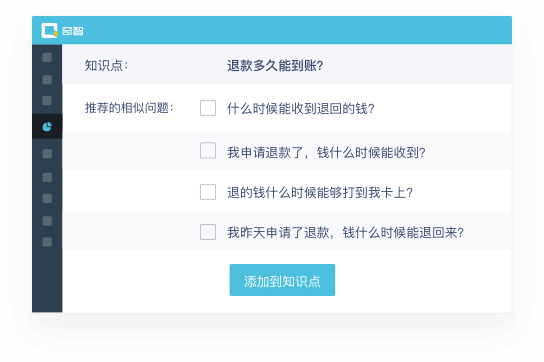 奇智
知识点： 退款多久能到账?
推荐的相似问题： 什么时候能收到退回的钱?
我申请退款了，钱什么时候能收到?
退的钱什么时候能够打到我卡上?
我昨天申请了退款，钱什么时候能退回来?
添加到知识点